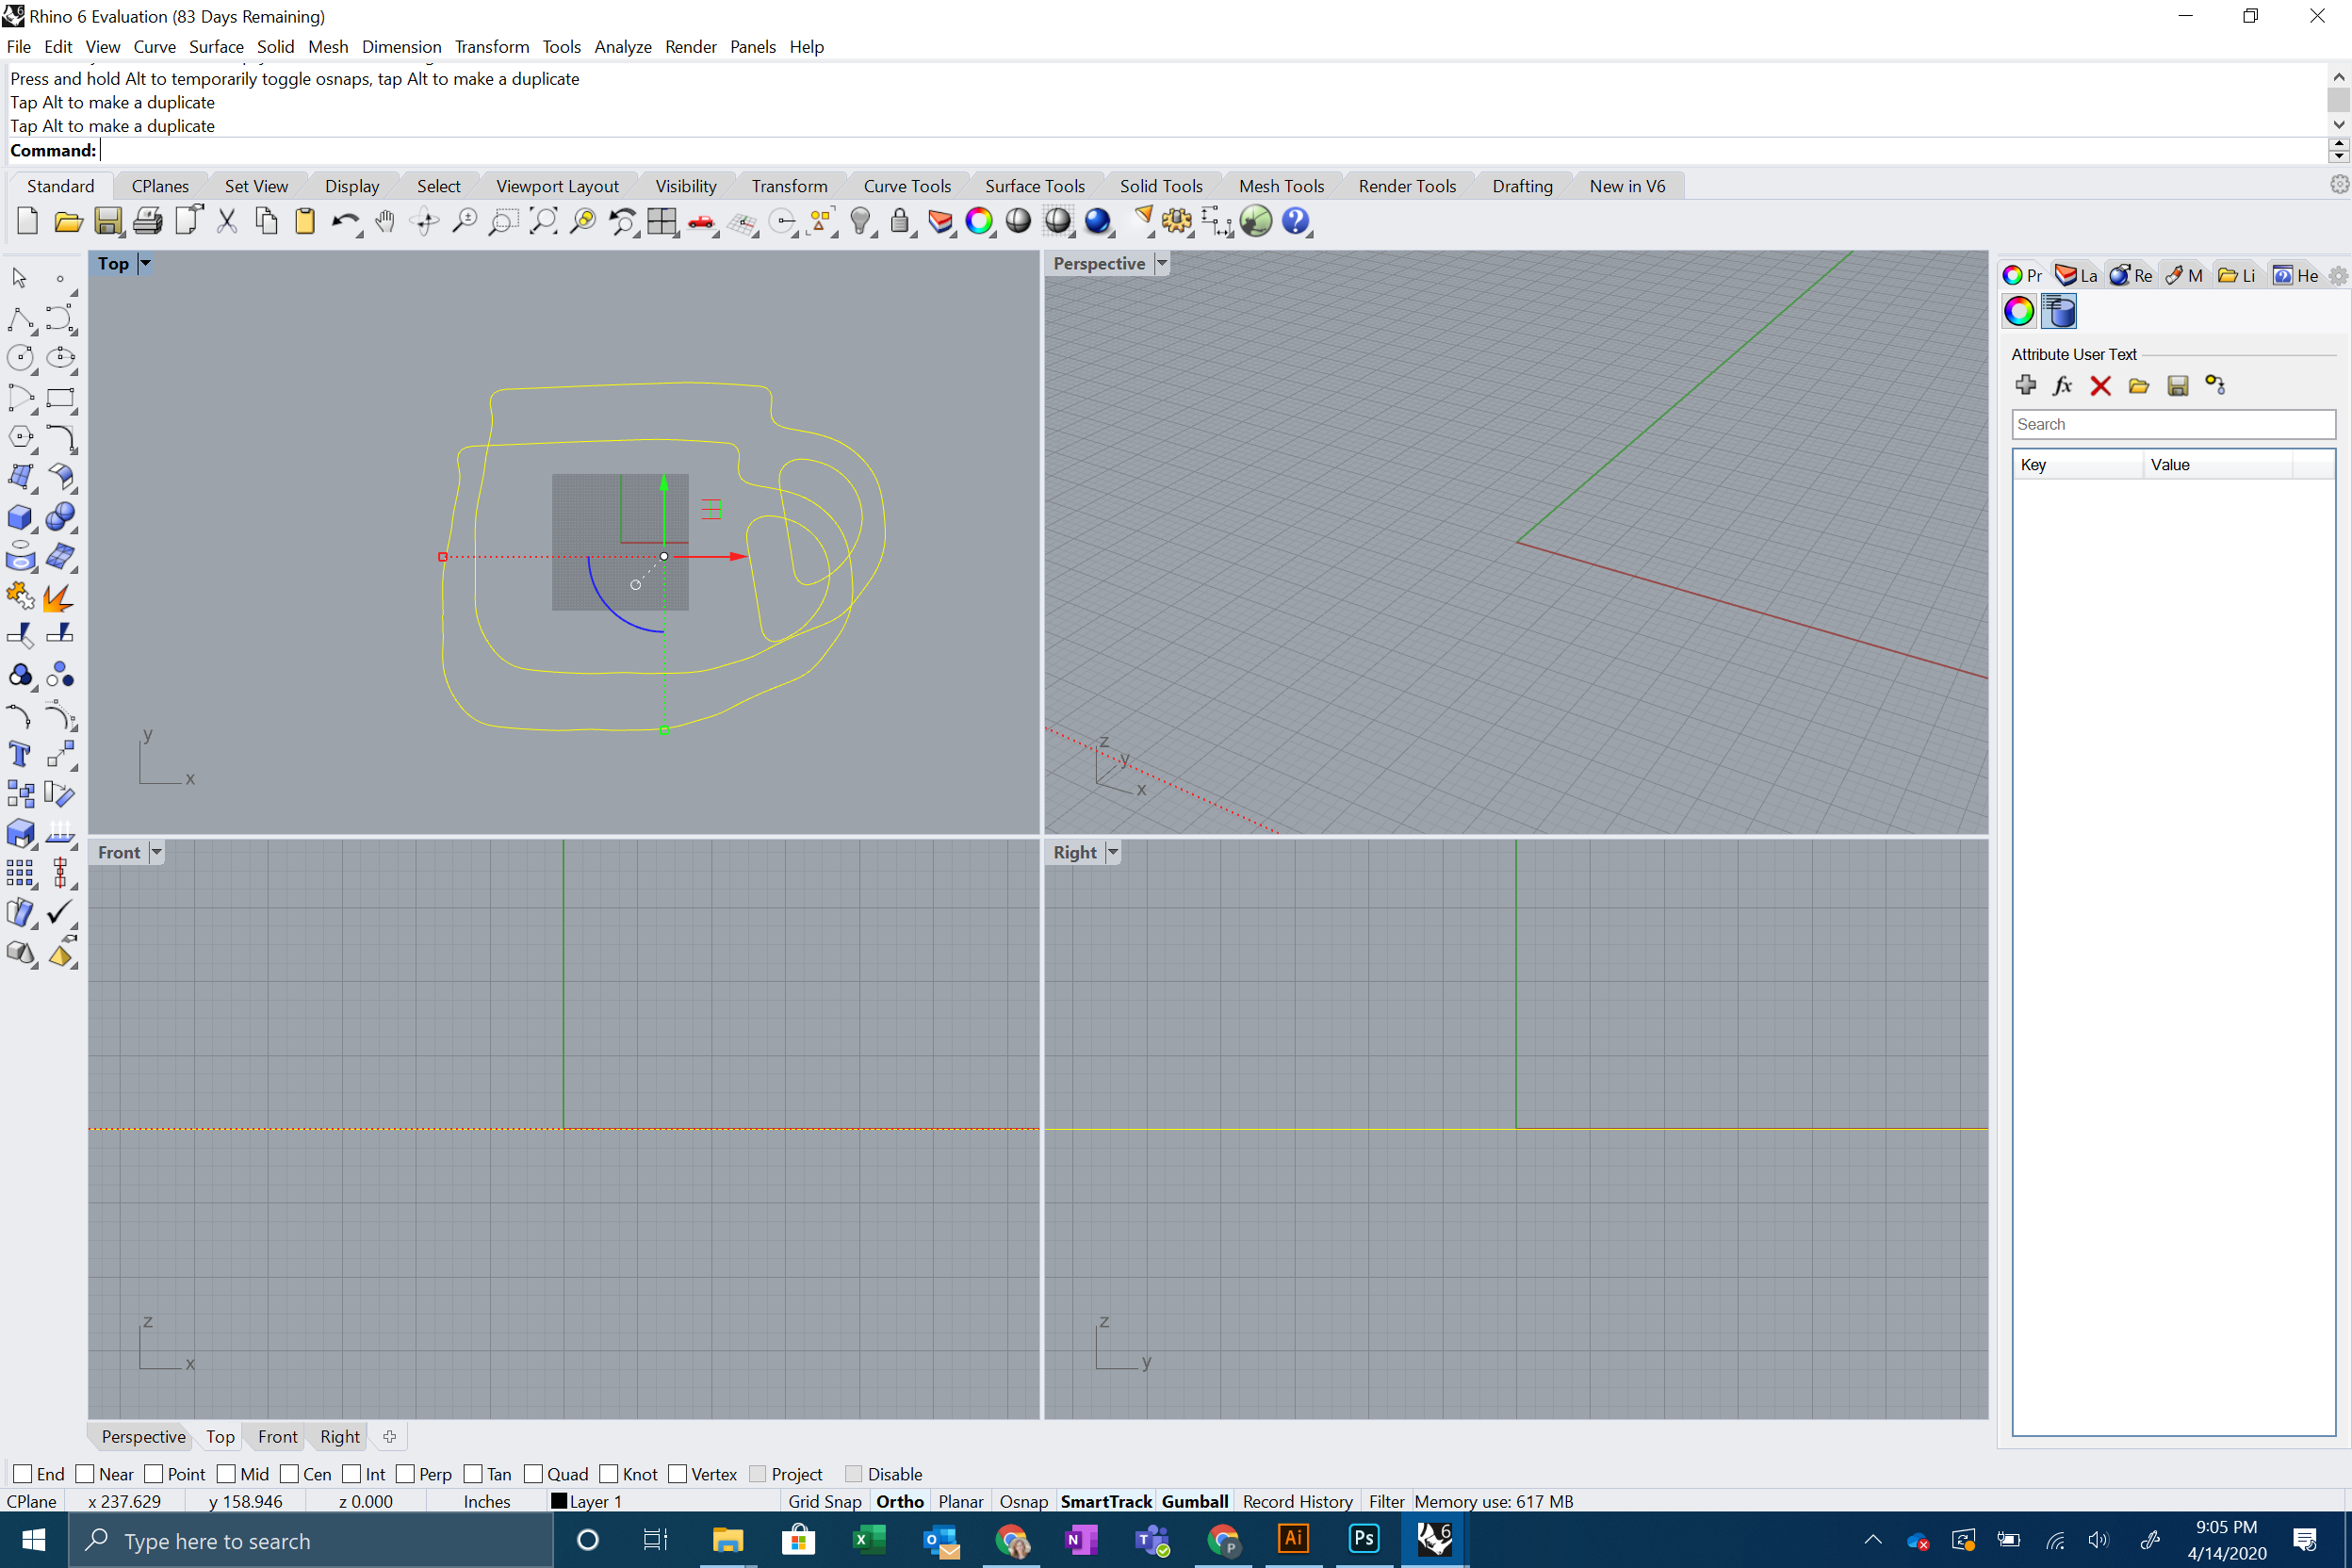 Rhino 6 Evaluation (83 Days Remaining)
File Edit View Curve Surface Solid Mesh Dimension Transform Tools Analyze Render Panels Help
Press and hold Alt to temporarily toggle osnaps, tap Alt to make a duplicate
Tap Alt to make a duplicate
Tap Alt to make a duplicate
Command:
Standard CPlanes Set View Display Select Viewport Layout Visibility Transform Curve Tools Surface Tools Solid Tools Mesh Tools Render Tools Drafting New in V6
Top
Perspective
Pr La Re M Li He
Attribute User Text
fx
Search
Key Value
y
x
z
y
x
Front
Right
z
x
z
y
Perspective Top Front Right
End Near Point Mid Cen Int Perp Tan Quad Knot Vertex Project Disable
CPlane x 237.629 y 158.946 z 0.000 Inches Layer 1 Grid Snap Ortho Planar Osnap SmartTrack Gumball Record History Filter Memory use: 617 MB
Type here to search
Ai
Ps
6
9:05 PM
4/14/2020